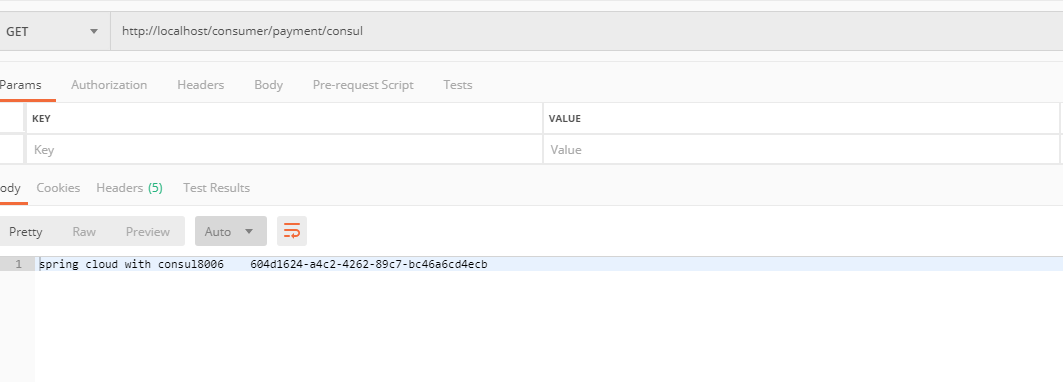 GET http://localhost/consumer/payment/consul
Params Authorization Headers Body Pre-request Script Tests
KEY VALUE
Key Value
ody Cookies Headers (5) Test Results
Pretty Raw Preview Auto
1 spring cloud with consul8006 604d1624-a4c2-4262-89c7-bc46a6cd4ecb